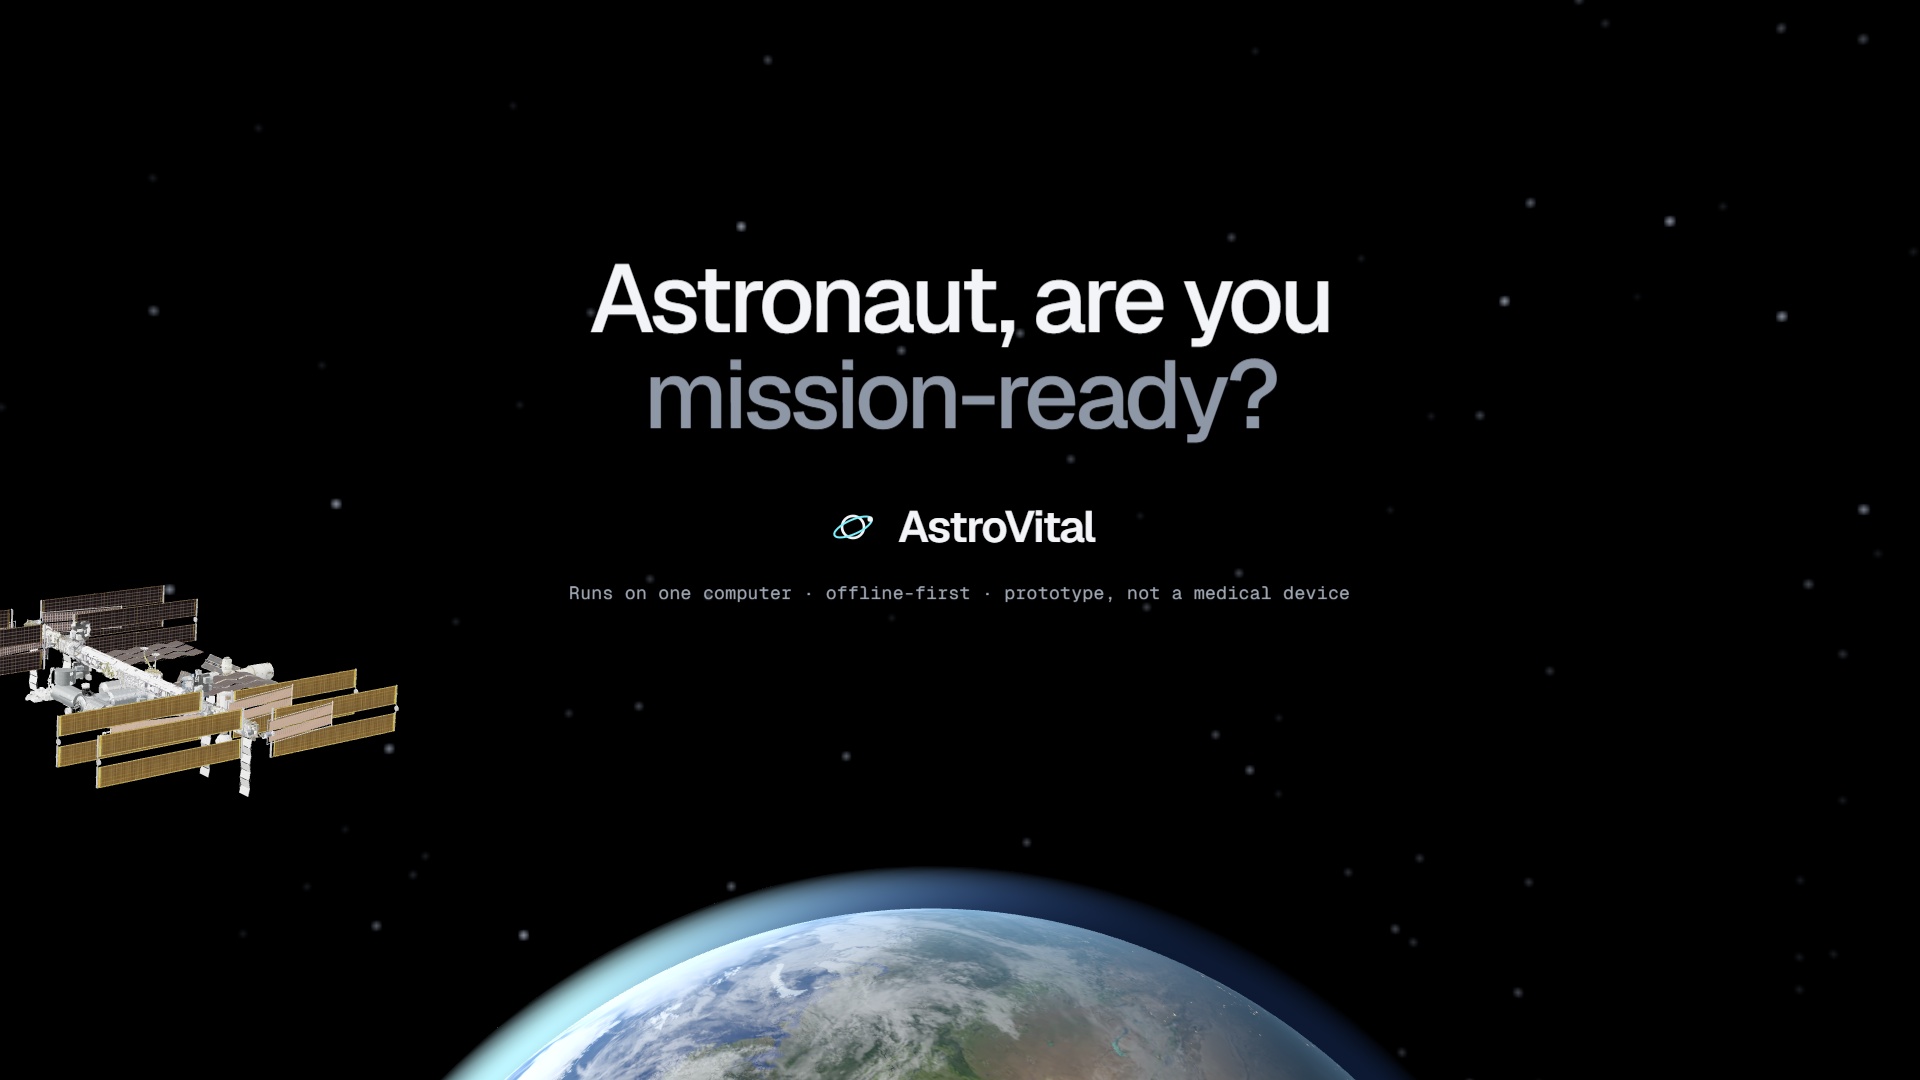 Astronaut, are you
mission-ready?
AstroVital
Runs on one computer · offline-first · prototype, not a medical device